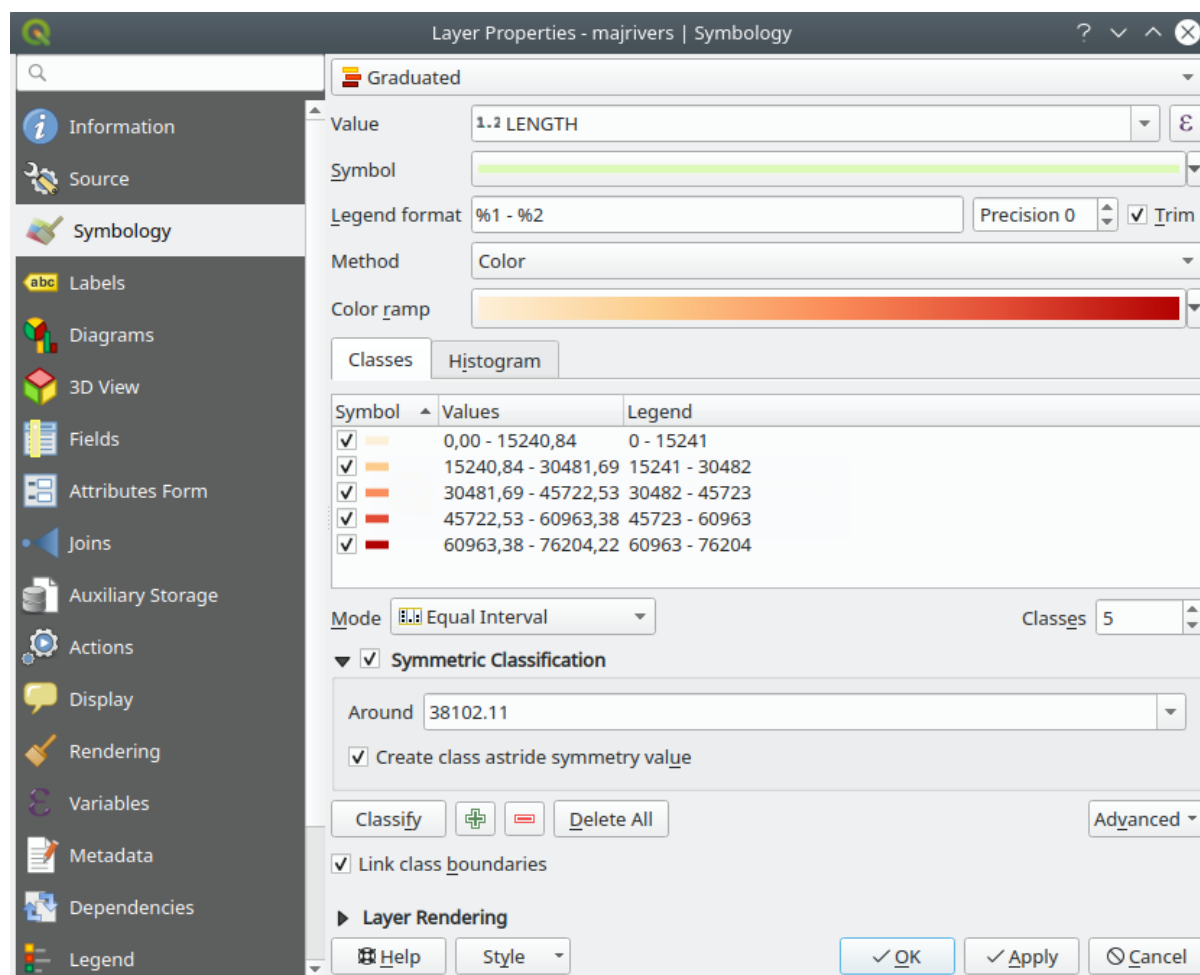 Layer Properties - majrivers | Symbology
Information
Source
Symbology
abc Labels
Diagrams
3D View
Fields
Attributes Form
Joins
Auxiliary Storage
Actions
Display
Rendering
Variables
Metadata
Dependencies
Legend
Graduated
Value 1.2 LENGTH ε
Symbol
Legend format %1 - %2 Precision 0 Trim
Method Color
Color ramp
Classes Histogram
Symbol Values Legend
0,00 - 15240,84 0 - 15241
15240,84 - 30481,69 15241 - 30482
30481,69 - 45722,53 30482 - 45723
45722,53 - 60963,38 45723 - 60963
60963,38 - 76204,22 60963 - 76204
Mode Equal Interval Classes 5
Symmetric Classification
Around 38102.11
Create class astride symmetry value
Classify Delete All Advanced
Link class boundaries
Layer Rendering
Help Style OK Apply Cancel